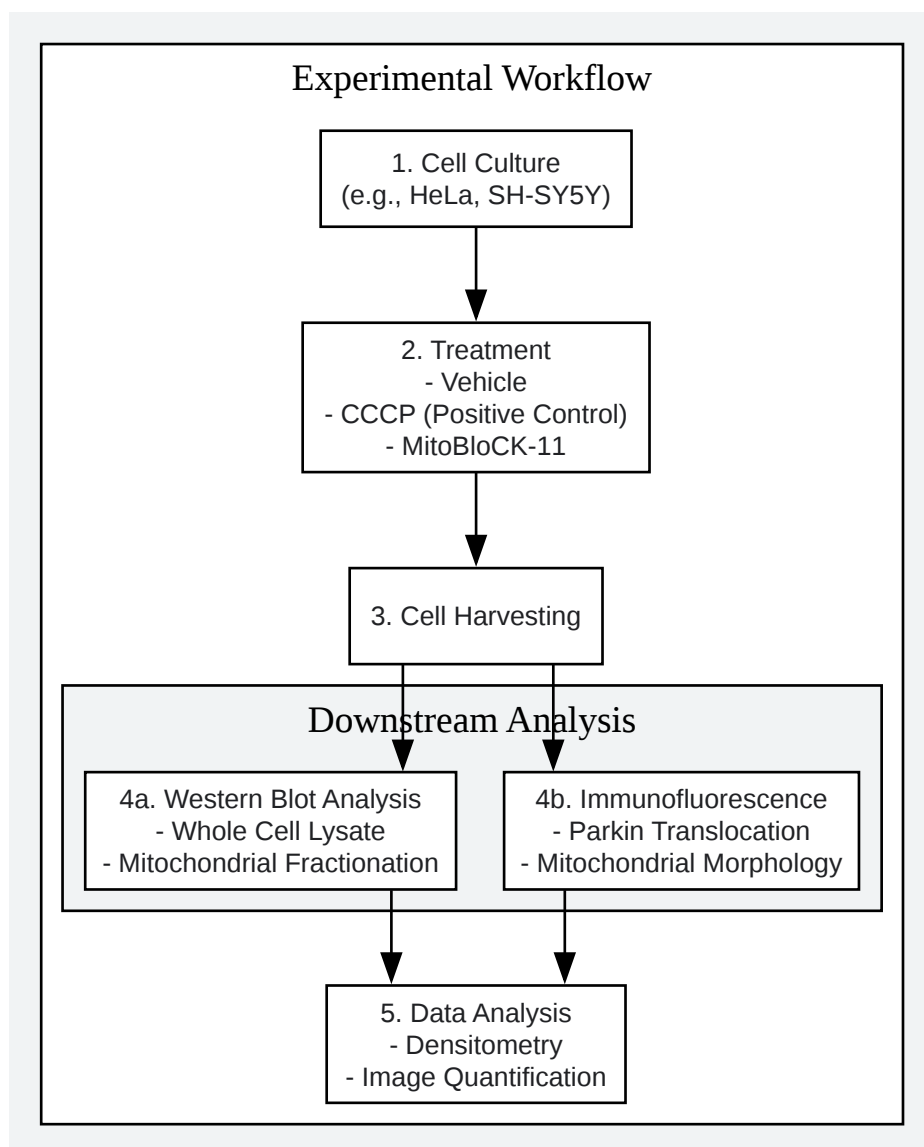 Experimental Workflow
1. Cell Culture
(e.g., HeLa, SH-SY5Y)
2. Treatment
- Vehicle
- CCCP (Positive Control)
- MitoBloCK-11
3. Cell Harvesting
Downstream Analysis
4a. Western Blot Analysis
- Whole Cell Lysate
- Mitochondrial Fractionation
4b. Immunofluorescence
- Parkin Translocation
- Mitochondrial Morphology
5. Data Analysis
- Densitometry
- Image Quantification